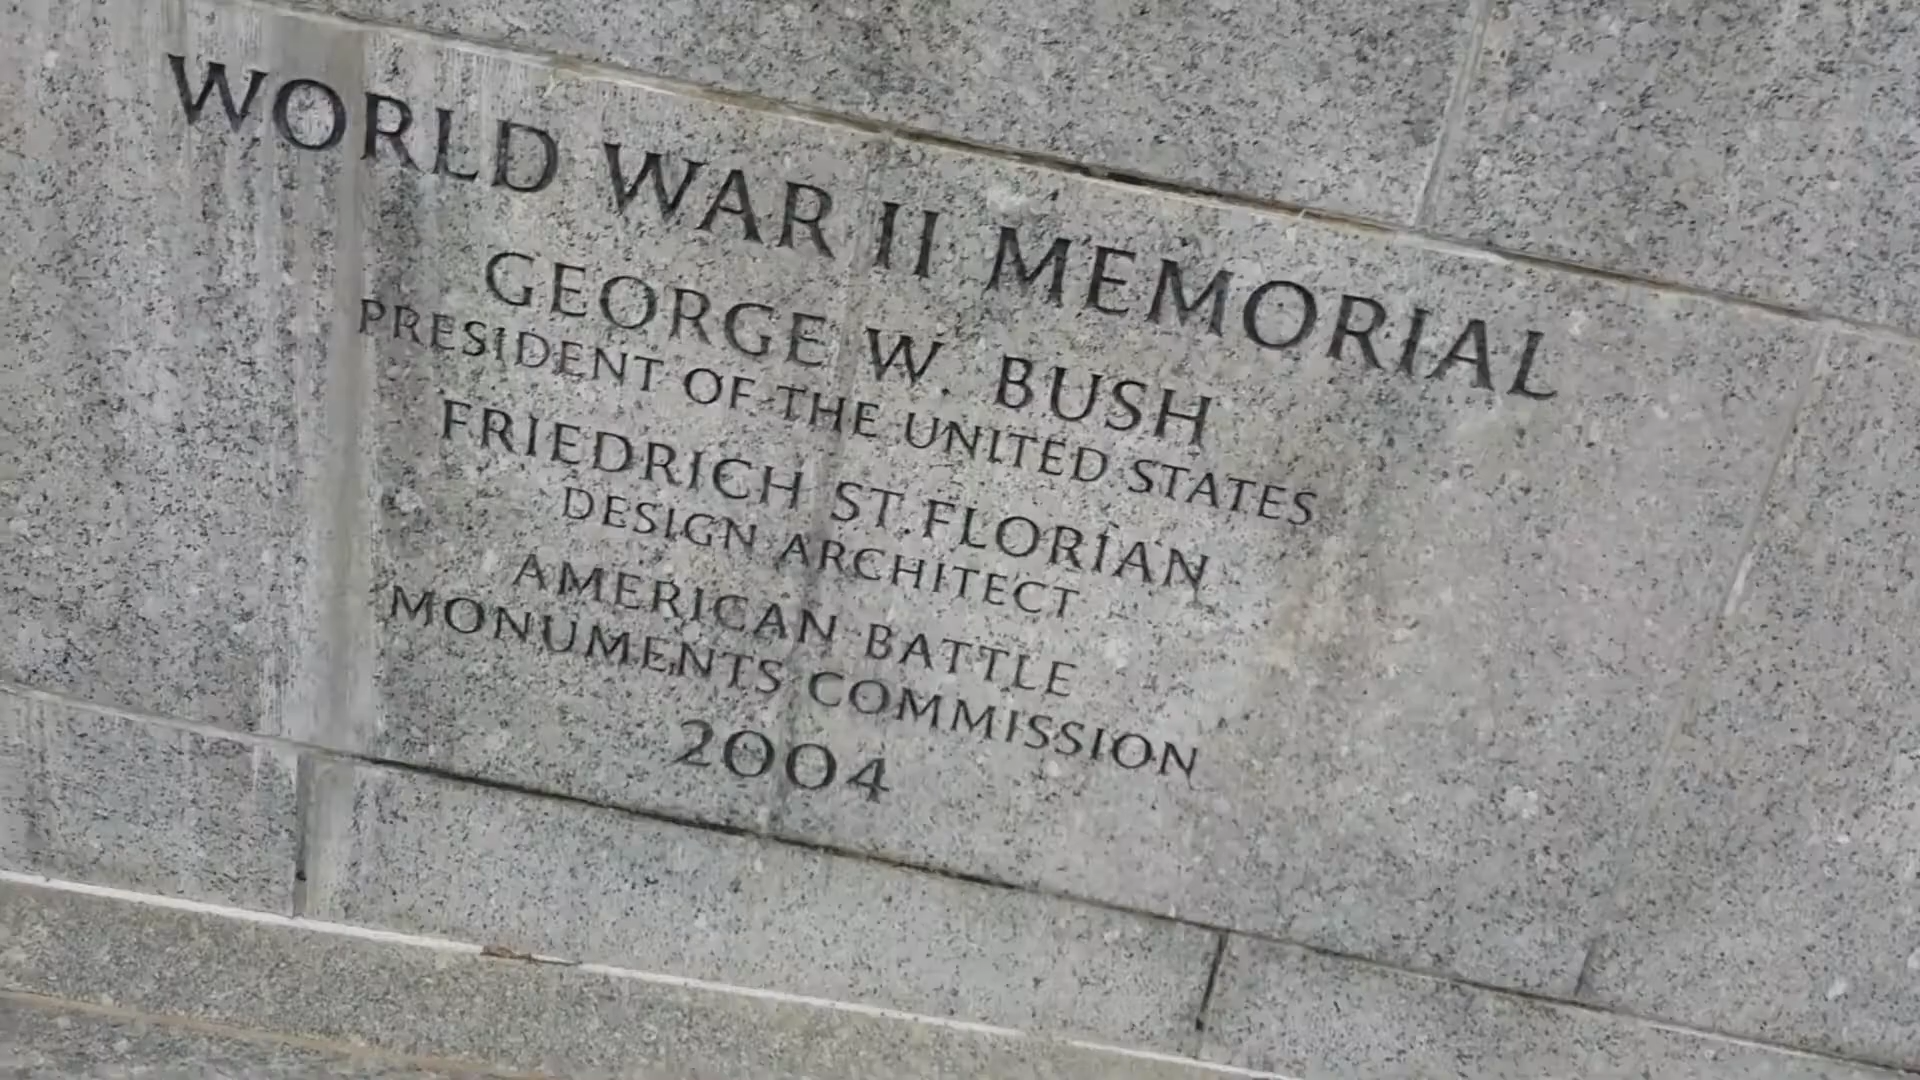 WORLD WAR II MEMORIAL
GEORGE W. BUSH
PRESIDENT OF THE UNITED STATES
FRIEDRICH ST.FLORIAN
DESIGN ARCHITECT
AMERICAN BATTLE
MONUMENTS COMMISSION
2004